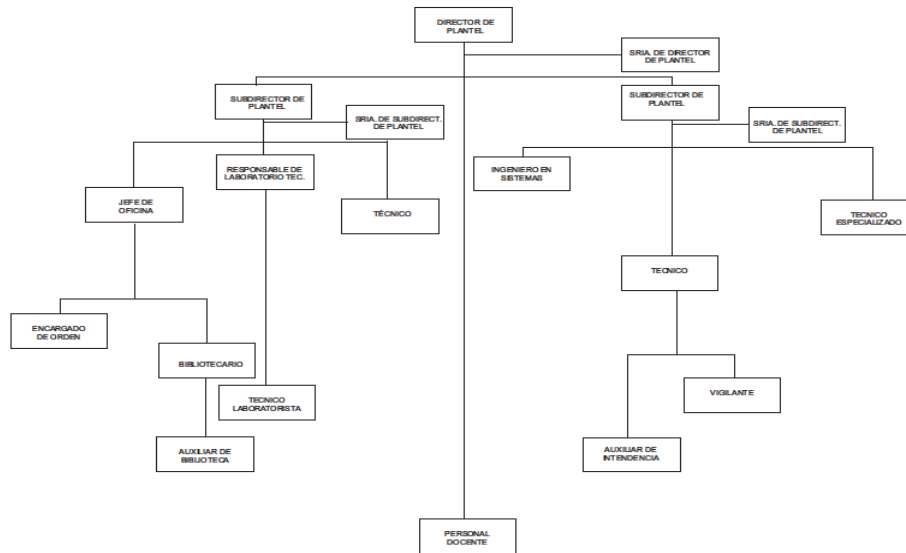 DIRECTOR DE
PLANTEL
SRIA. DE DIRECTOR
DE PLANTEL
SUBDIRECTOR DE
PLANTEL
SUBDIRECTOR DE
PLANTEL
SRIA. DE SUBDIRECT.
DE PLANTEL
SRIA. DE SUBDIRECT.
DE PLANTEL
RESPONSABLE DE
LABORATORIO TEC.
INGENIERO EN
SISTEMAS
JEFE DE
OFICINA
TÉCNICO
TECNICO
ESPECIALIZADO
TECNICO
ENCARGADO
DE ORDEN
BIBLIOTECARIO
TECNICO
LABORATORISTA
VIGILANTE
AUXILIAR DE
BIBLIOTECA
AUXILIAR DE
INTENDENCIA
PERSONAL
DOCENTE